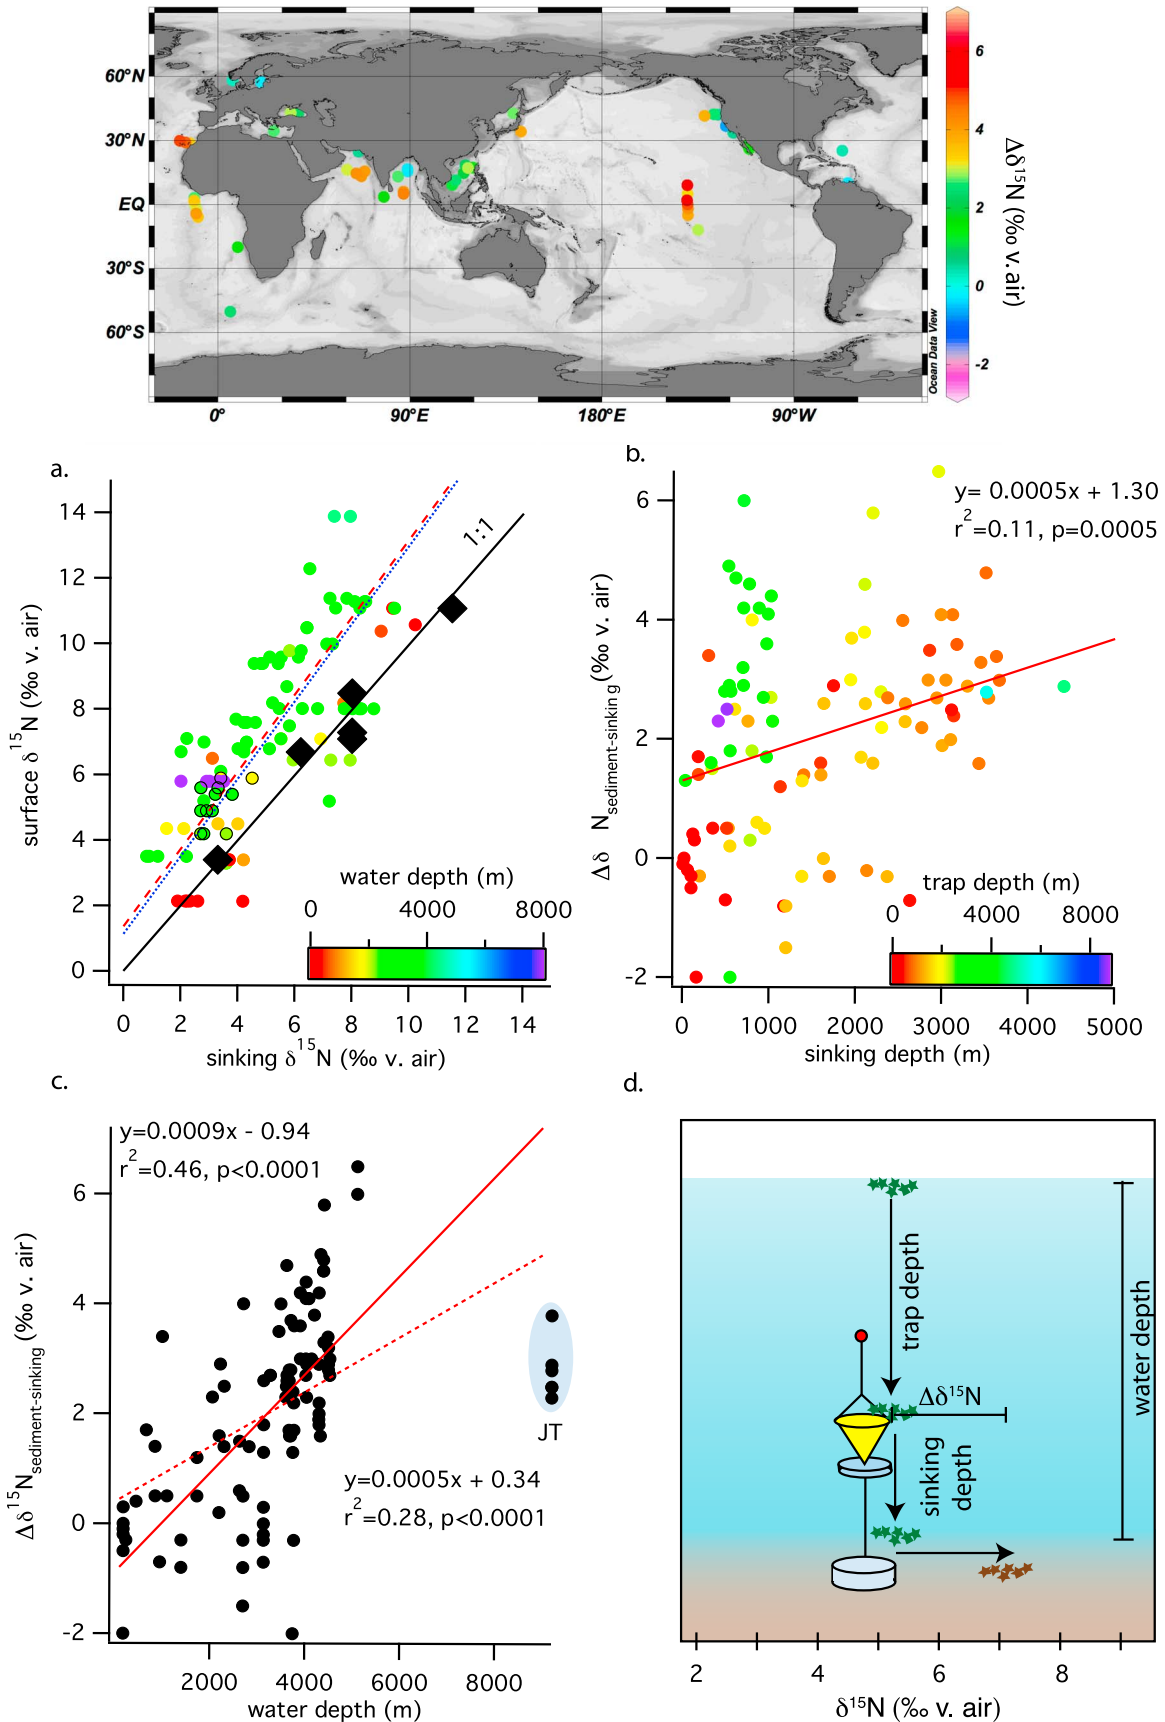 60°N
30°N
EQ
30°S
60°S
0°
90°E
180°E
90°W
Ocean Data View
6
4
2
0
-2
Δδ15N (‰ v. air)
a.
14
12
10
8
6
4
2
0
surface δ15N (‰ v. air)
1:1
water depth (m)
0 4000 8000
0 2 4 6 8 10 12 14
sinking δ15N (‰ v. air)
b.
6
4
2
0
-2
Δδ Nsediment-sinking(‰ v. air)
y= 0.0005x + 1.30
r2=0.11, p=0.0005
trap depth (m)
0 4000 8000
0 1000 2000 3000 4000 5000
sinking depth (m)
c.
y=0.0009x - 0.94
r2=0.46, p<0.0001
6
4
2
0
-2
Δδ15Nsediment-sinking(‰ v. air)
JT
y=0.0005x + 0.34
r2=0.28, p<0.0001
2000 4000 6000 8000
water depth (m)
d.
trap depth
water depth
Δδ15N
sinking
depth
2 4 6 8
δ15N (‰ v. air)